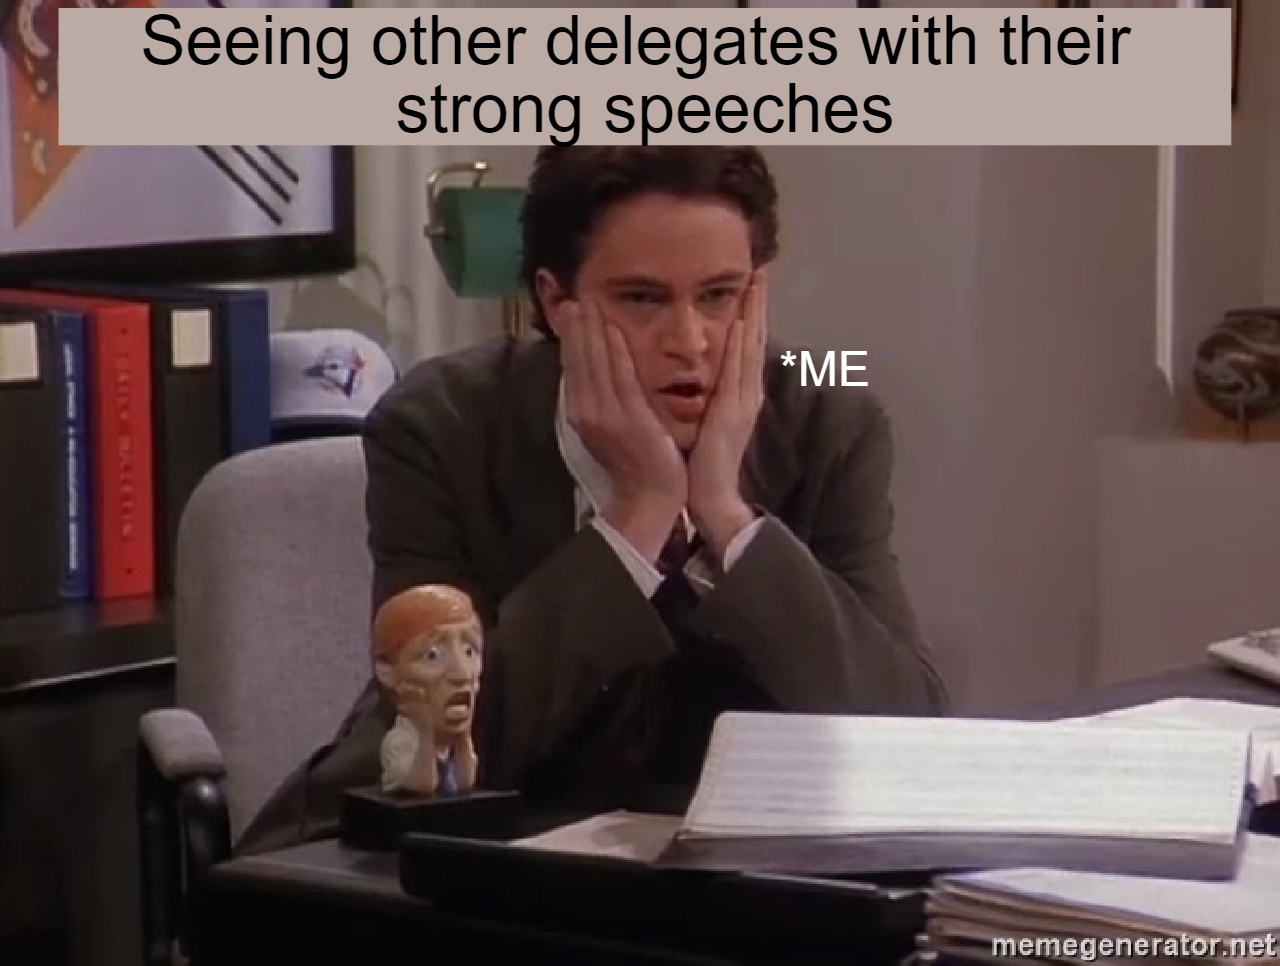 Seeing other delegates with their
strong speeches
*ME
memegenerator.net